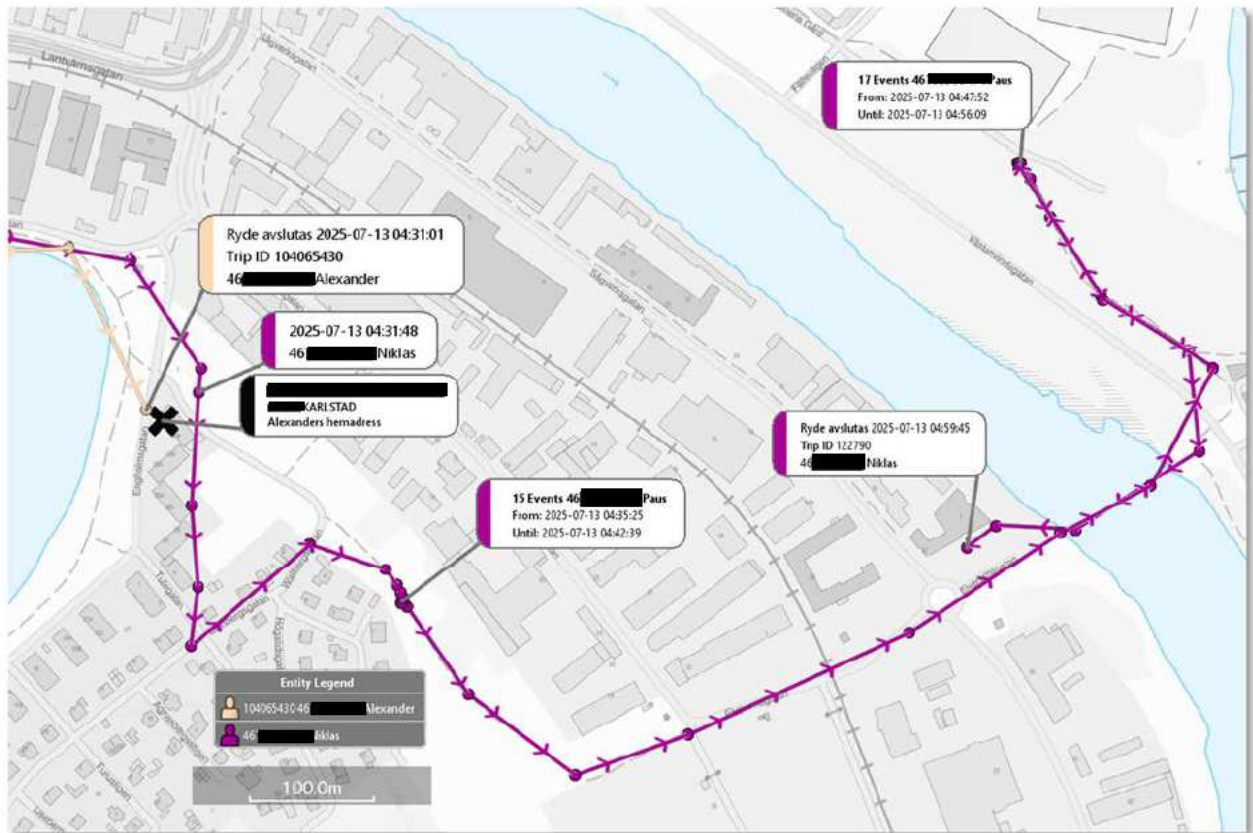 Lantvärnsgatan
Sågverksgatan
17 Events 46 Paus
From: 2025-07-13 04:47:52
Until: 2025-07-13 04:56:09
Ryde avslutas 2025-07-13 04:31:01
Trip ID 104065430
46 Alexander
Sågverksgatan
2025-07-13 04:31:48
46 Niklas
KARLSTAD
Alexanders hemadress
Ryde avslutas 2025-07-13 04:59:45
Trip ID 122790
46 Niklas
15 Events 46 Paus
From: 2025-07-13 04:35:25
Until: 2025-07-13 04:42:39
Engholmsgatan
Tulingatan
Entity Legend
10406543046 Alexander
46 Niklas
100.0m